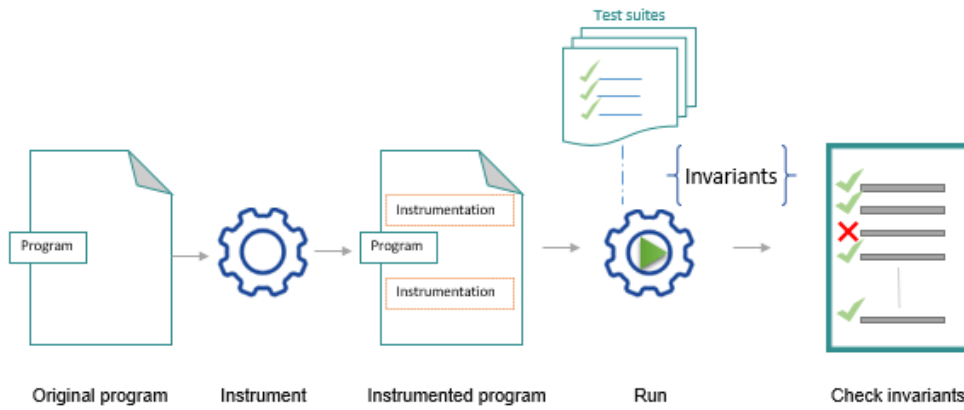 Test suites
{Invariants}
Program
Instrumentation
Program
Instrumentation
Original program
Instrument
Instrumented program
Run
Check invariants